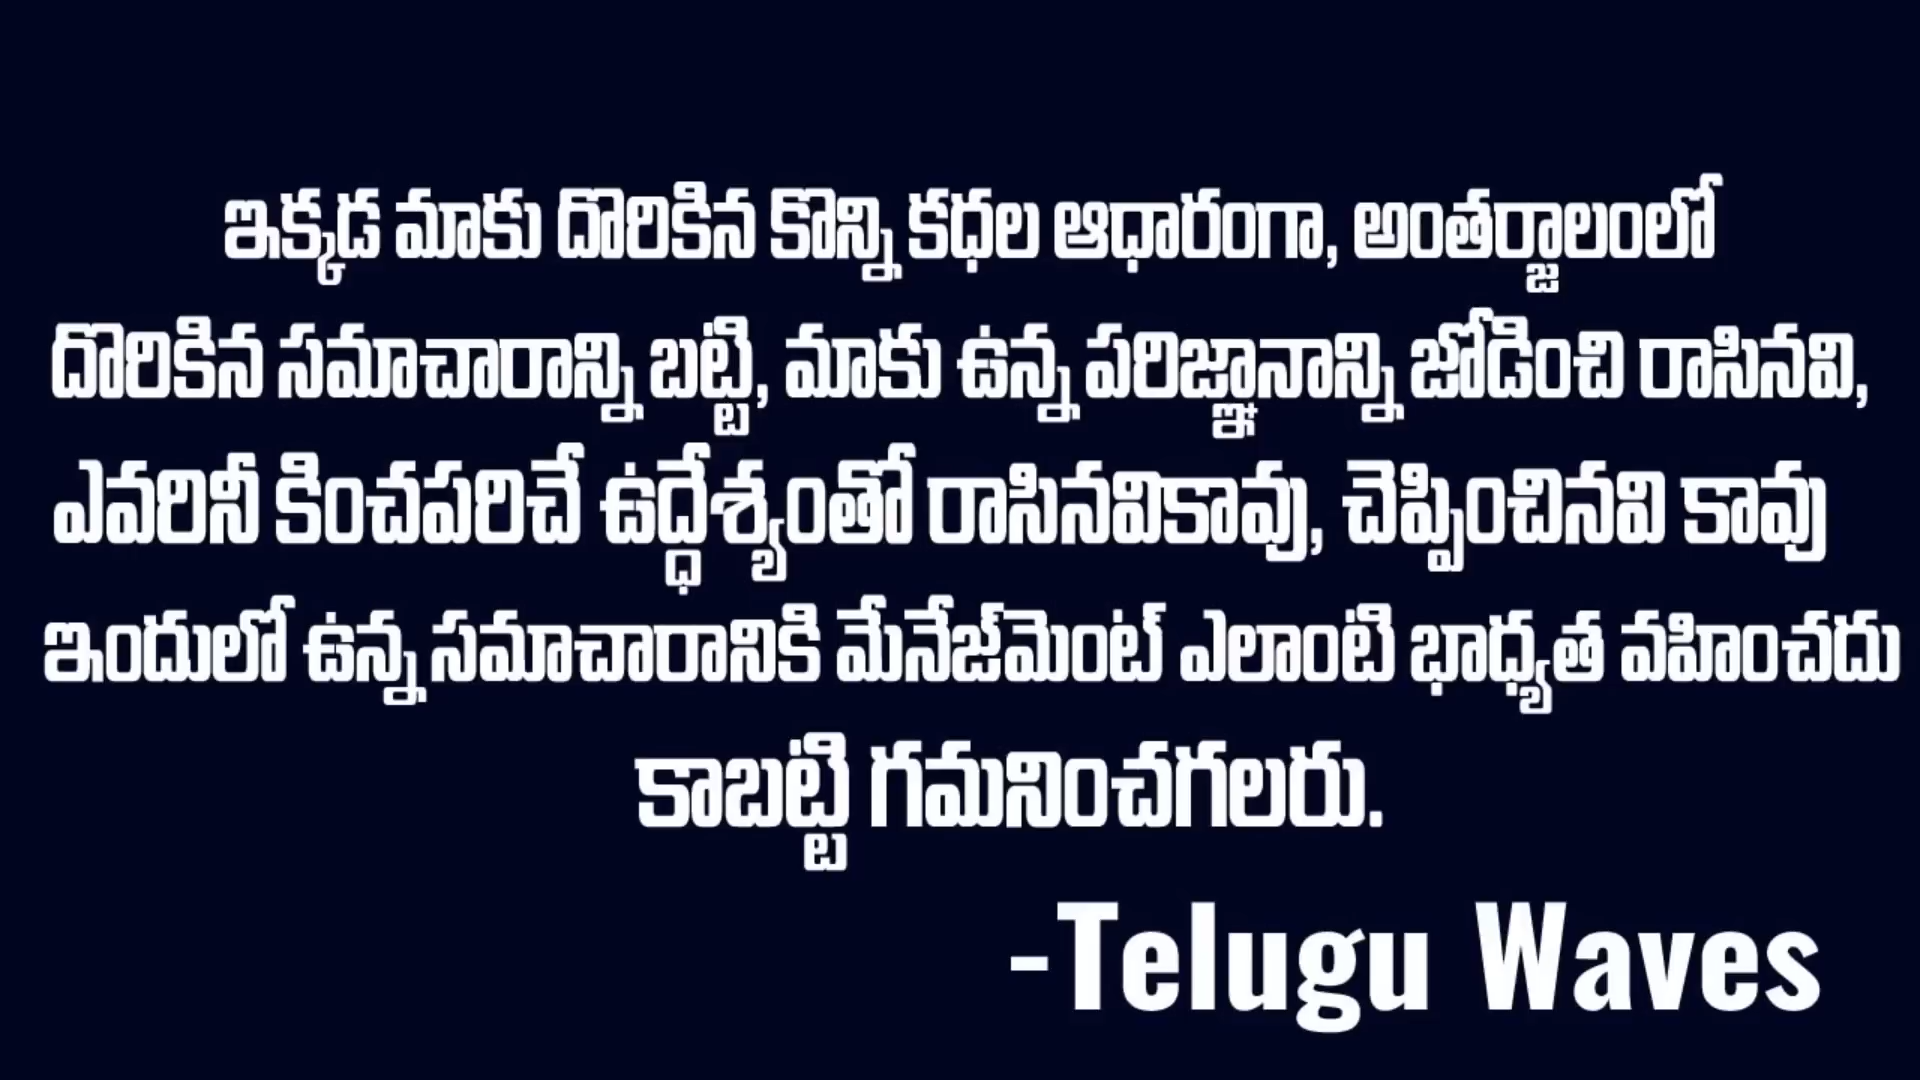 ఇక్కడ మాకు దొరికిన కొన్ని కధల ఆధారంగా, అంతర్జాలంలో
దొరికిన సమాచారాన్ని బట్టి, మాకు ఉన్న పరిజ్ఞానాన్ని జోడించి రాసినవి,
ఎవరినీ కించపరిచే ఉద్ధేశ్యంతో రాసినవికావు, చెప్పించినవి కావు
ఇందులో ఉన్న సమాచారానికి మేనేజ్‌మెంట్ ఎలాంటి భాధ్యత వహించదు
కాబట్టి గమనించగలరు.
-Telugu Waves